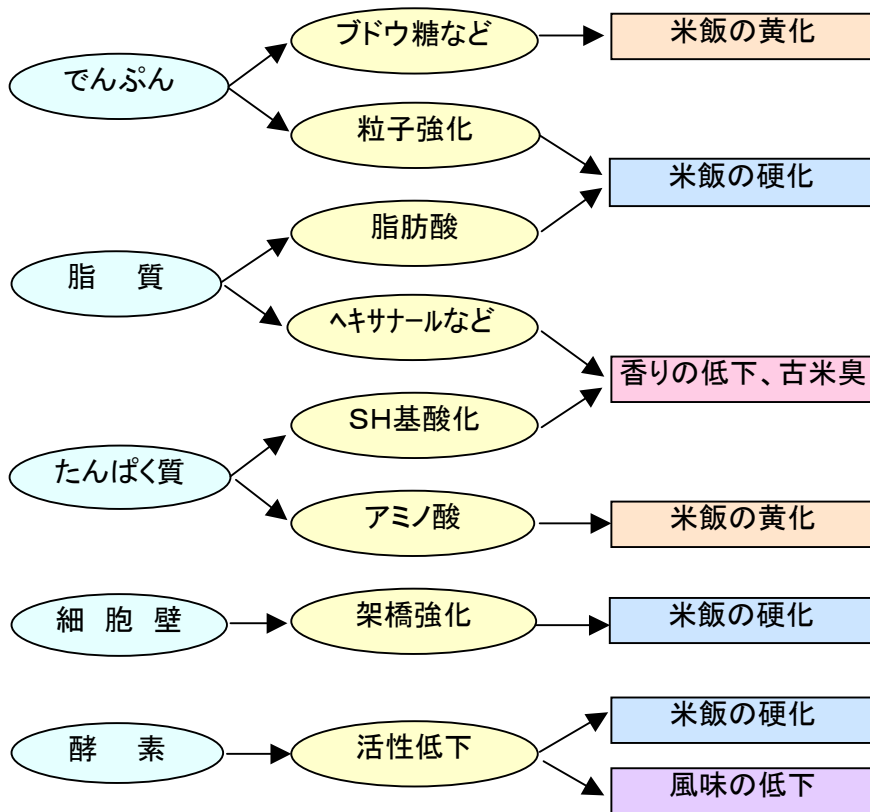 でんぷん
ブドウ糖など
米飯の黄化
粒子強化
米飯の硬化
脂 質
脂肪酸
ヘキサナールなど
香りの低下、古米臭
たんぱく質
SH基酸化
アミノ酸
米飯の黄化
細 胞 壁
架橋強化
米飯の硬化
酵 素
活性低下
米飯の硬化
風味の低下